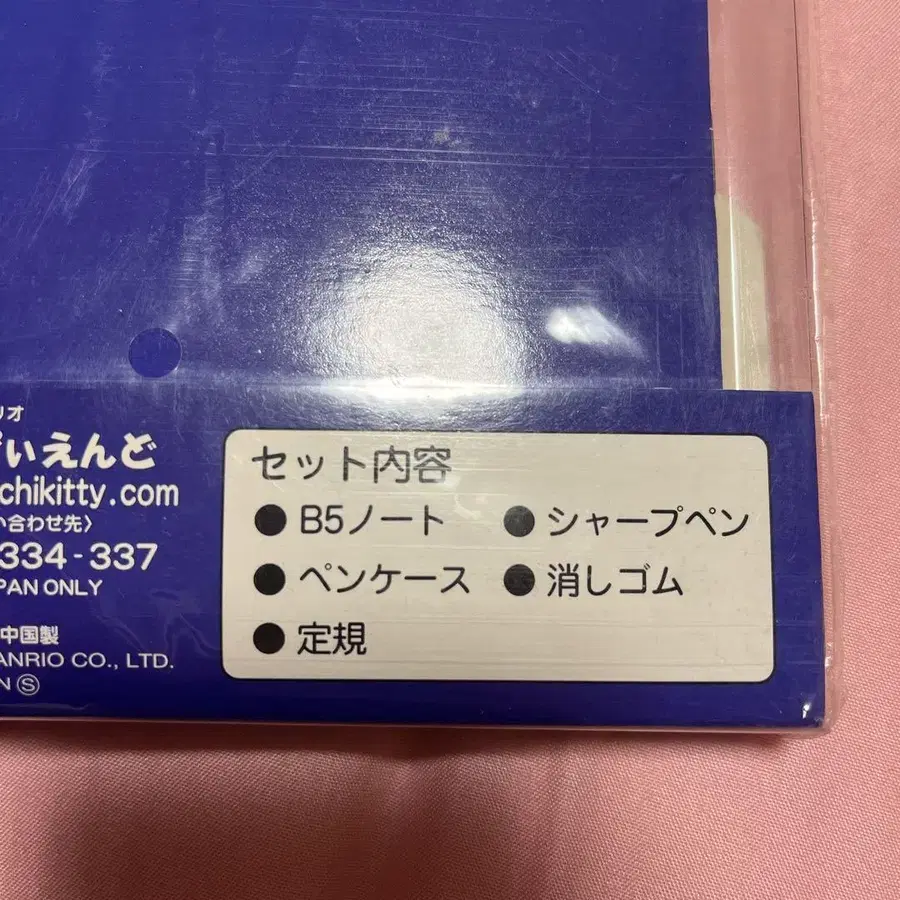 リオ
ぃえんど
chikitty.com
い合わせ先〉
334-337
PAN ONLY
中国製
ANRIO CO., LTD.
N Ⓢ
セット内容
● B5ノート ● シャープペン
● ペンケース ● 消しゴム
● 定規